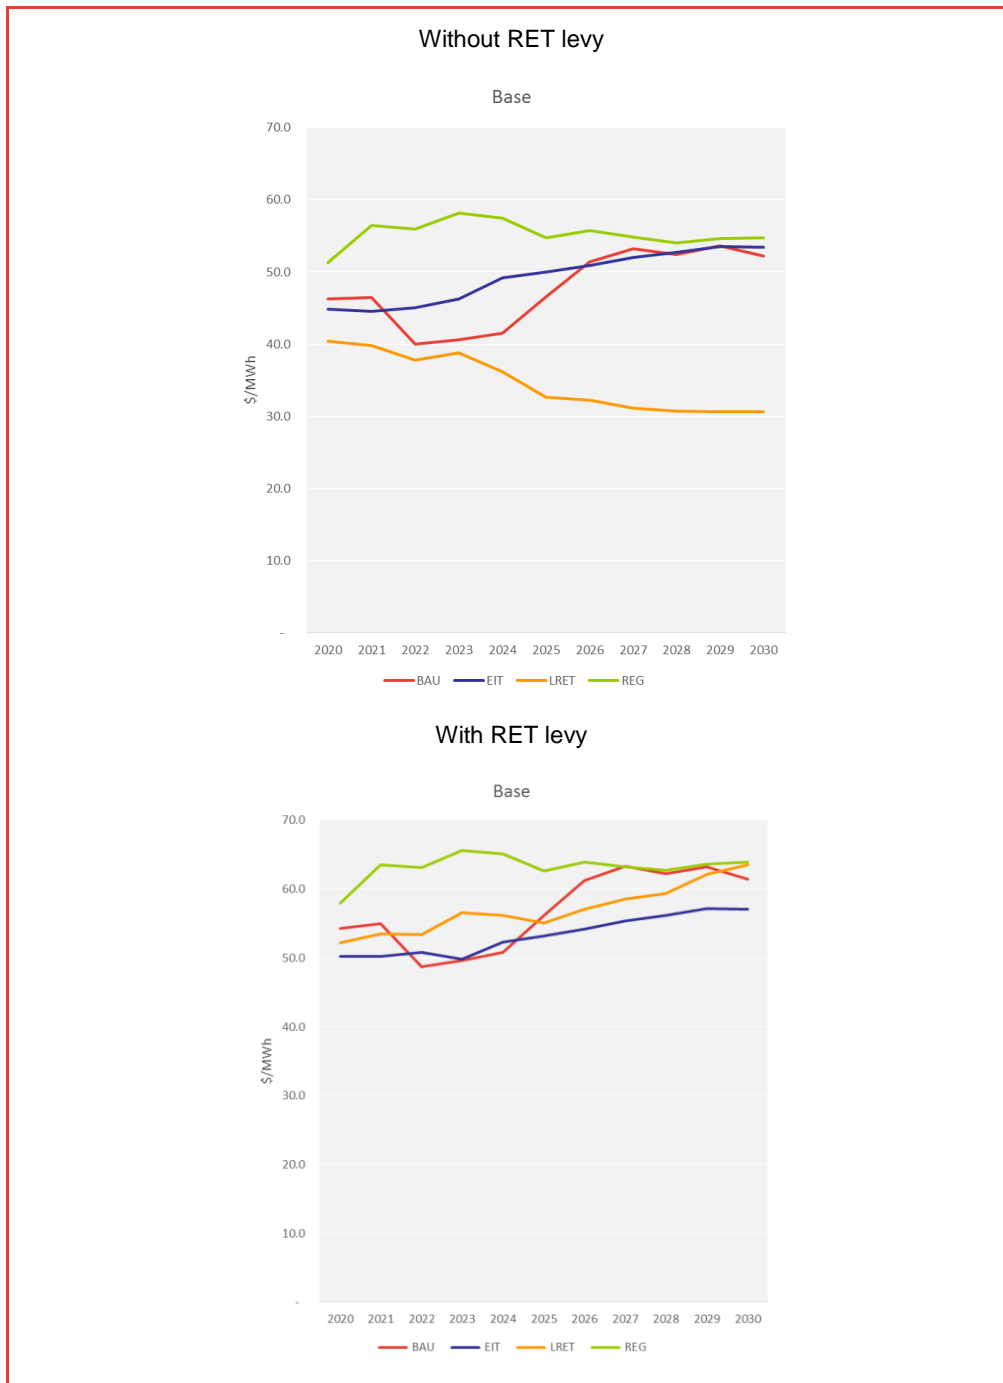 Without RET levy
Base
70.0
60.0
50.0
40.0
30.0
20.0
10.0
-
$/MWh
2020 2021 2022 2023 2024 2025 2026 2027 2028 2029 2030
BAU EIT LRET REG
With RET levy
Base
70.0
60.0
50.0
40.0
30.0
20.0
10.0
-
$/MWh
2020 2021 2022 2023 2024 2025 2026 2027 2028 2029 2030
BAU EIT LRET REG